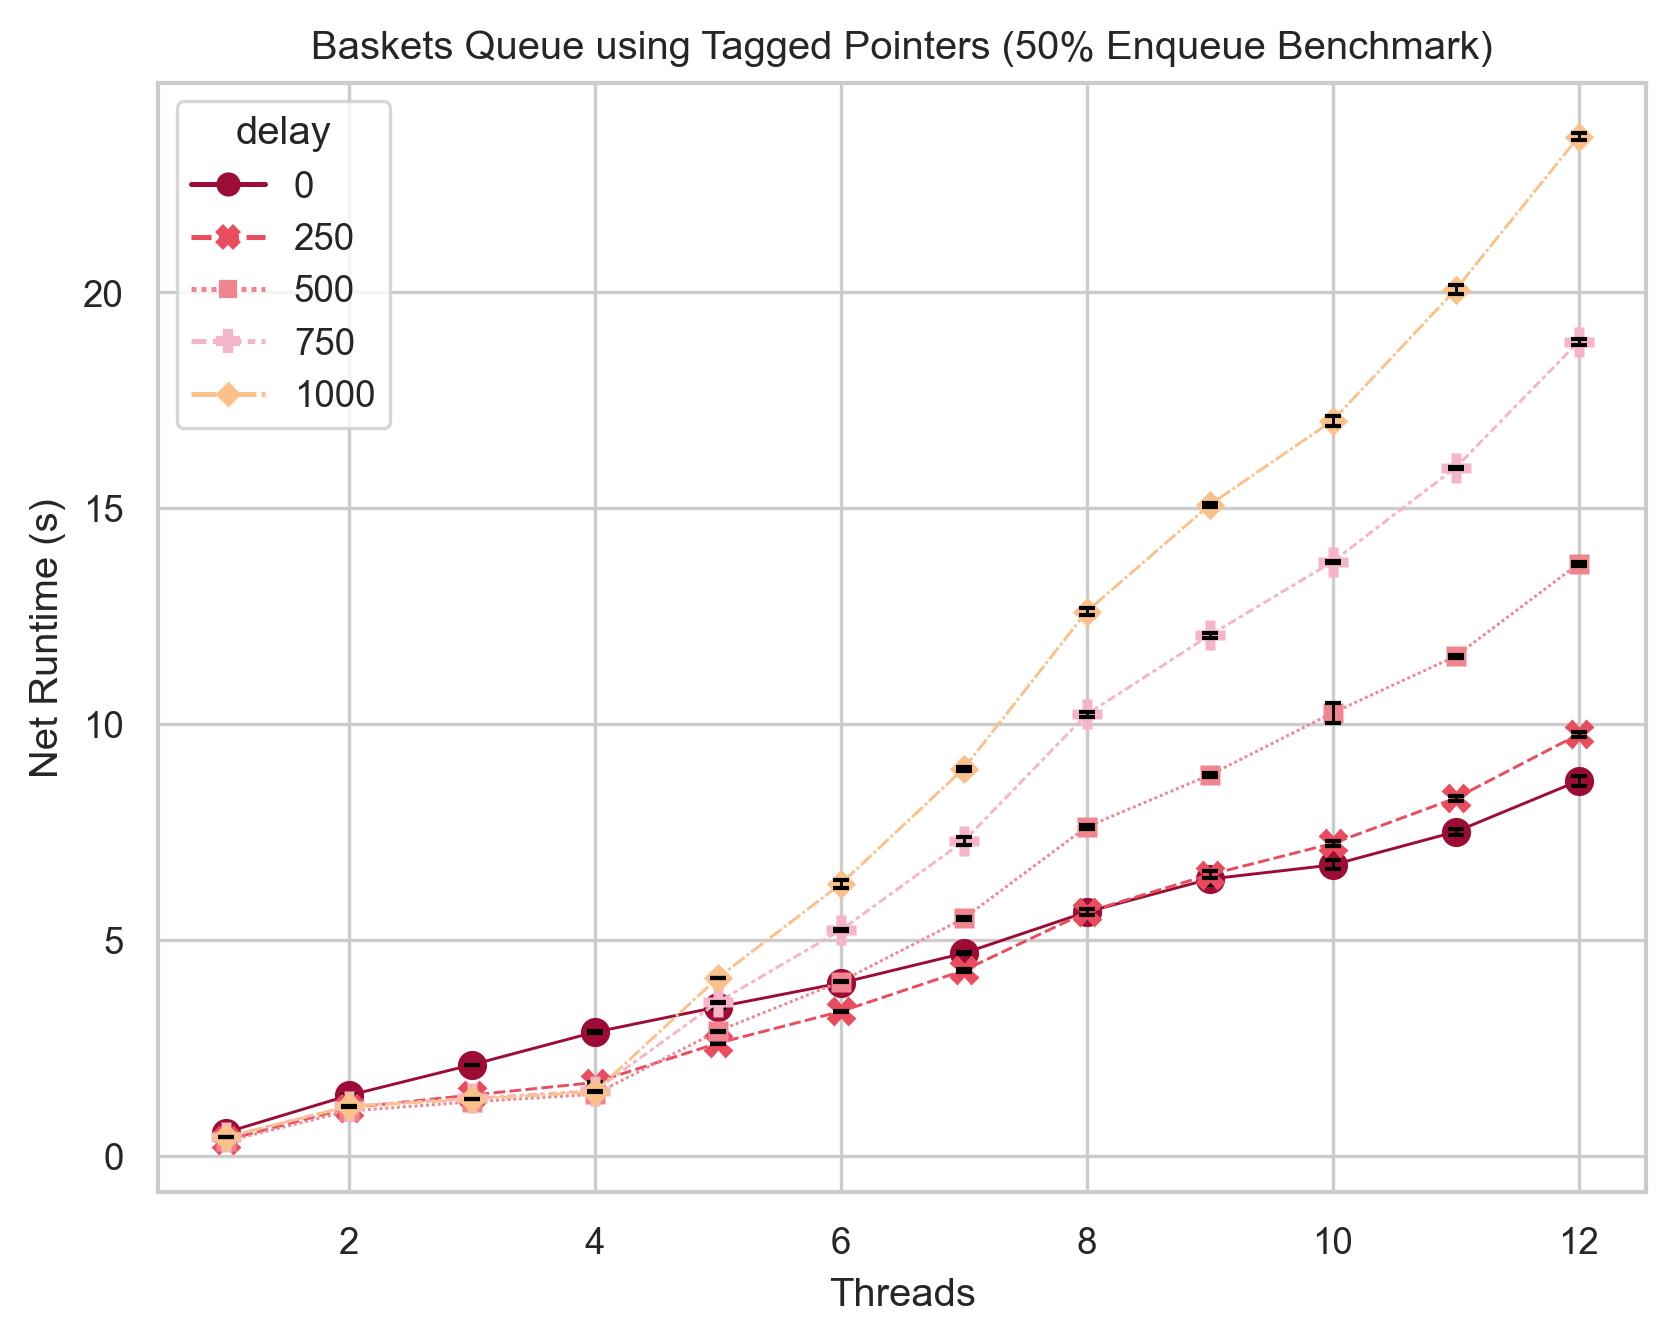 Baskets Queue using Tagged Pointers (50% Enqueue Benchmark)
delay
0
250
500
750
1000
20
15
10
5
0
Net Runtime (s)
2 4 6 8 10 12
Threads